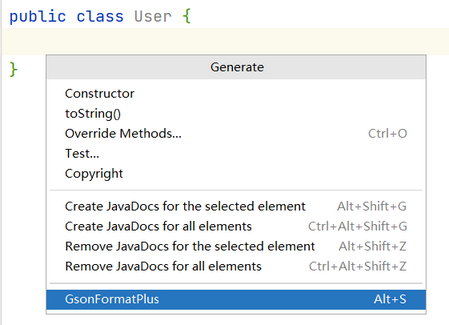 public class User {
}
Generate
Constructor
toString()
Override Methods... Ctrl+O
Test...
Copyright
Create JavaDocs for the selected element Alt+Shift+G
Create JavaDocs for all elements Ctrl+Alt+Shift+G
Remove JavaDocs for the selected element Alt+Shift+Z
Remove JavaDocs for all elements Ctrl+Alt+Shift+Z
GsonFormatPlus Alt+S